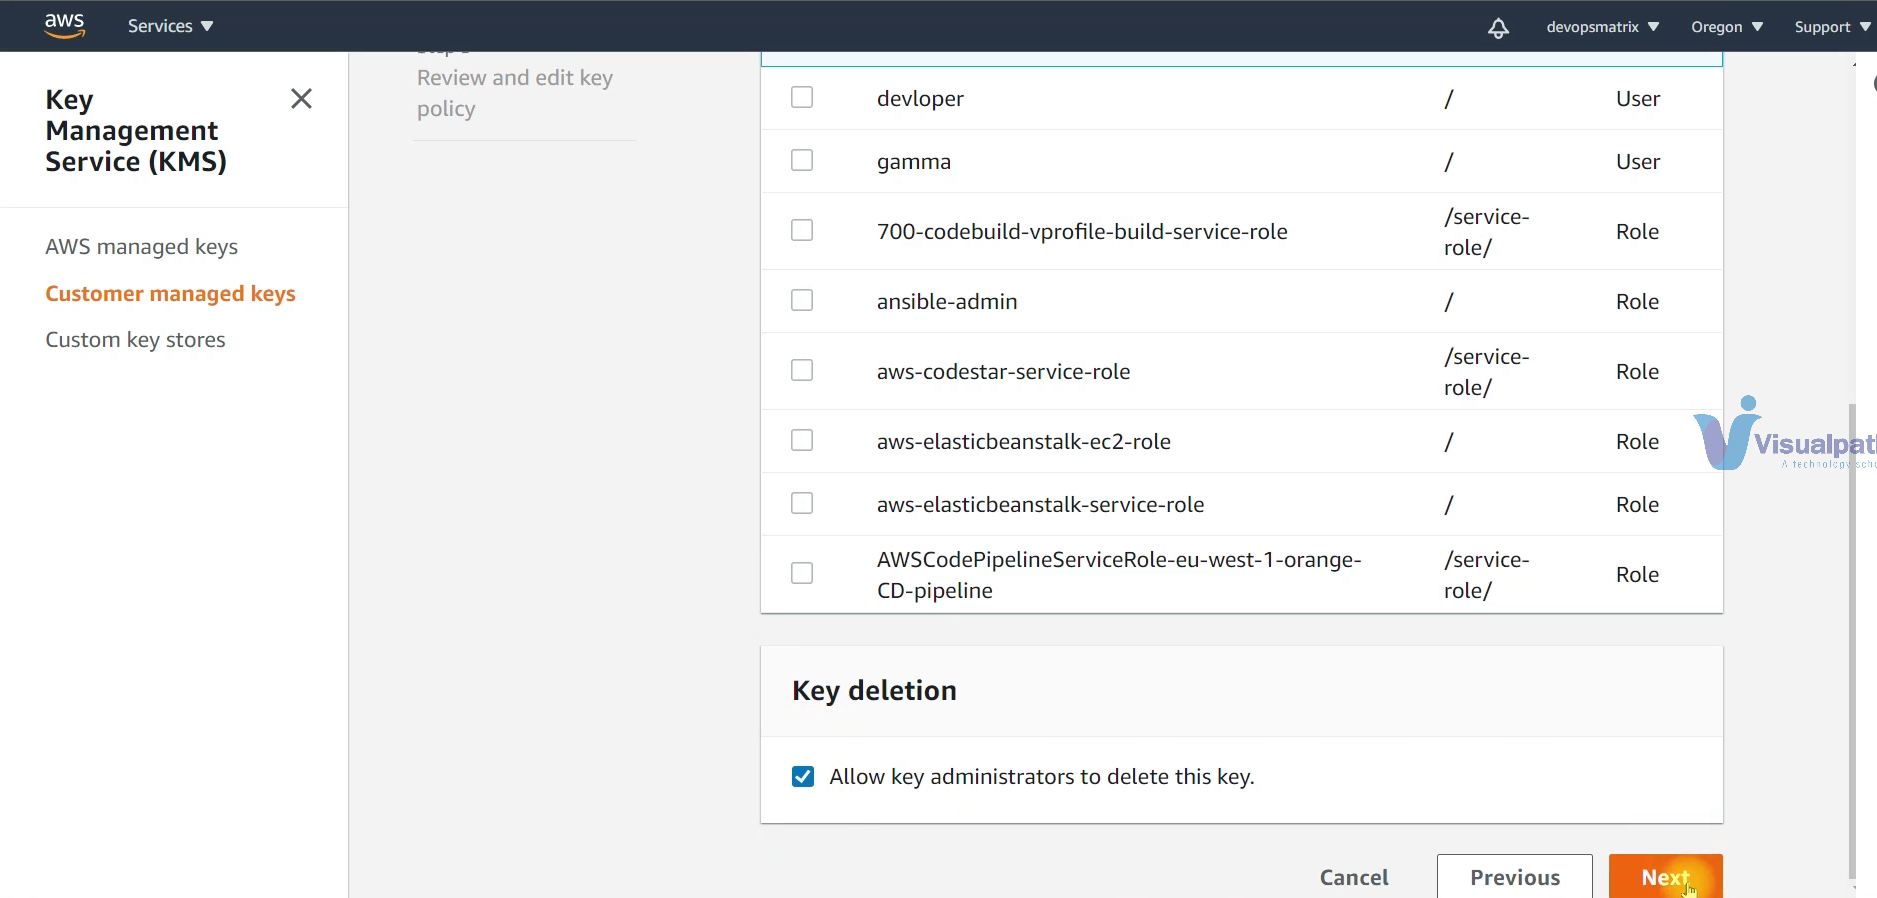 aws
Services
devopsmatrix
Oregon
Support
Key
Management
Service (KMS)
AWS managed keys
Customer managed keys
Custom key stores
Review and edit key
policy
devloper / User
gamma / User
700-codebuild-vprofile-build-service-role /service-
role/ Role
ansible-admin / Role
aws-codestar-service-role /service-
role/ Role
aws-elasticbeanstalk-ec2-role / Role
aws-elasticbeanstalk-service-role / Role
AWSCodePipelineServiceRole-eu-west-1-orange-
CD-pipeline
/service-
role/
Role
Visualpat
A technology
Key deletion
Allow key administrators to delete this key.
Cancel
Previous
Next